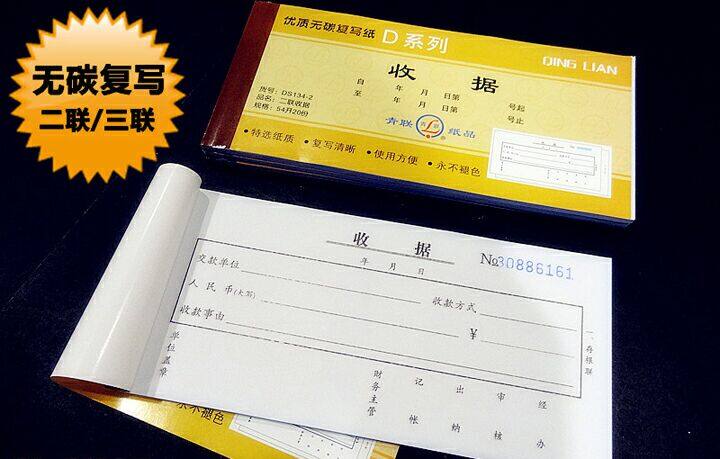 无碳复写
二联/三联
优质无碳复写纸 D系列
QING LIAN
收据
自 年 月 日第 号起
至 年 月 日第 号止
货号：DS134-2
品名：二联收据
规格：54开20份
青联 纸品
•特选纸质 •复写清晰 •使用方便 •永不褪色
收据
年 月 日
№30886161
交款单位
收款方式
人民币(大写)
¥
收款事由
一、存根联
单位盖章
财务主管
记帐
出纳
审核
经办
永不褪色